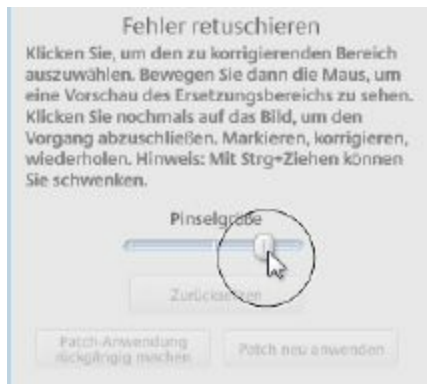 Fehler retuschieren
Klicken Sie, um den zu korrigierenden Bereich
auszuwählen. Bewegen Sie dann die Maus, um
eine Vorschau des Ersetzungsbereichs zu sehen.
Klicken Sie nochmals auf das Bild, um den
Vorgang abzuschließen. Markieren, korrigieren,
wiederholen. Hinweis: Mit Strg+Ziehen können
Sie schwenken.
Pinselgröße
Zurücksetzen
Patch-Anwendung
rückgängig machen
Patch neu anwenden